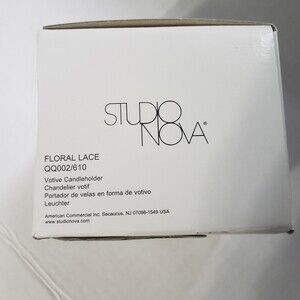 STUDIO
NOVA®
FLORAL LACE
QQ002/610
Votive Candleholder
Chandelier votif
Portador de velas en forma de votivo
Leuchter
American Commercial Inc. Secaucus, NJ 07096-1549 USA
www.studionova.com